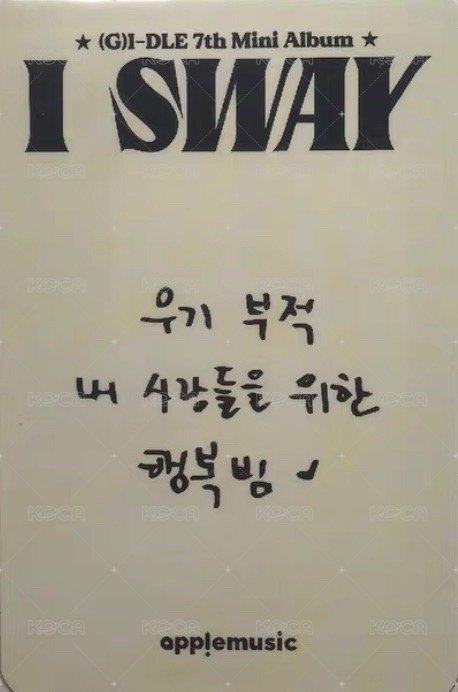 ★ (G)I-DLE 7th Mini Album ★
I SWAY
우기 부적
내 사랑들을 위한
행복빔 ✓
applemusic
KOCA